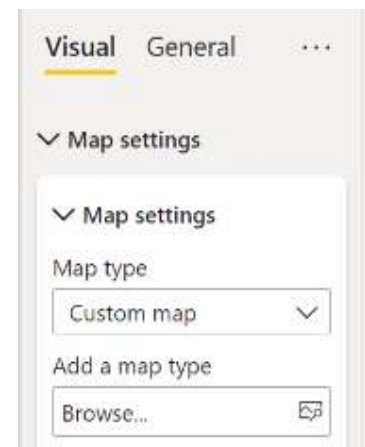 Visual General ...
Map settings
Map settings
Map type
Custom map
Add a map type
Browse...